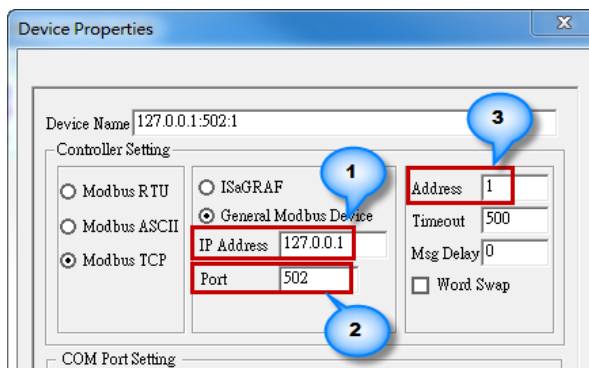 Device Properties
X
Device Name 127.0.0.1:502:1
3
Controller Setting
1
Modbus RTU
Modbus ASCII
Modbus TCP
ISaGRAF
General Modbus Device
IP Address 127.0.0.1
Port 502
2
Address 1
Timeout 500
Msg Delay 0
Word Swap
COM Port Setting